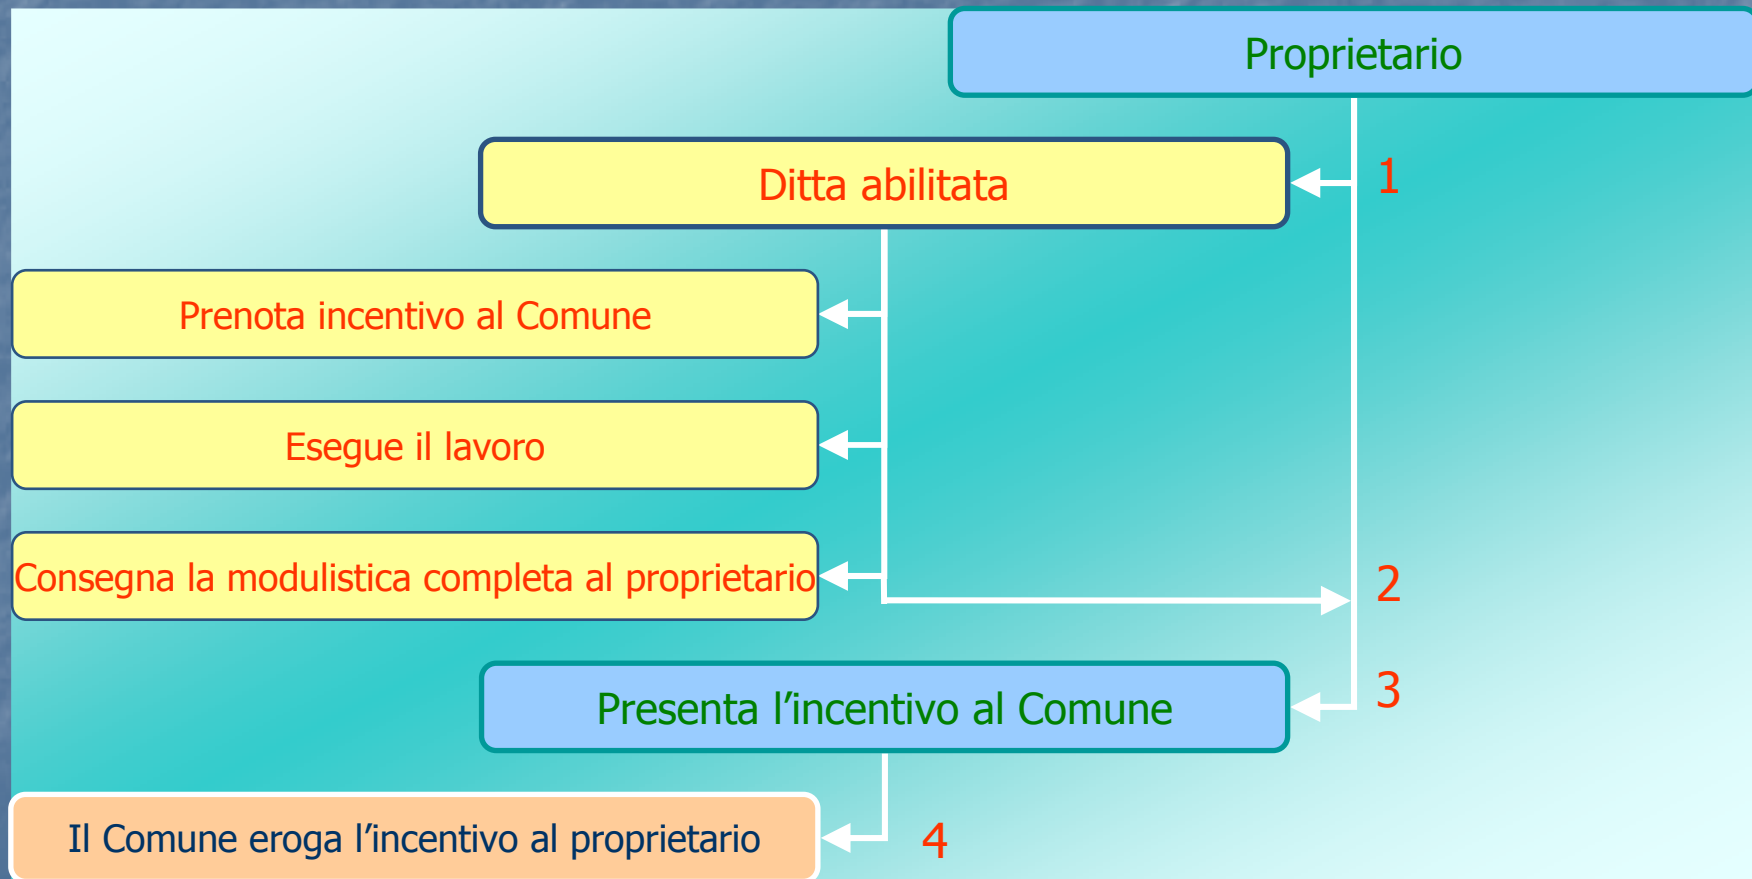 Proprietario
Ditta abilitata
1
Prenota incentivo al Comune
Esegue il lavoro
Consegna la modulistica completa al proprietario
2
Presenta l’incentivo al Comune
3
Il Comune eroga l’incentivo al proprietario
4